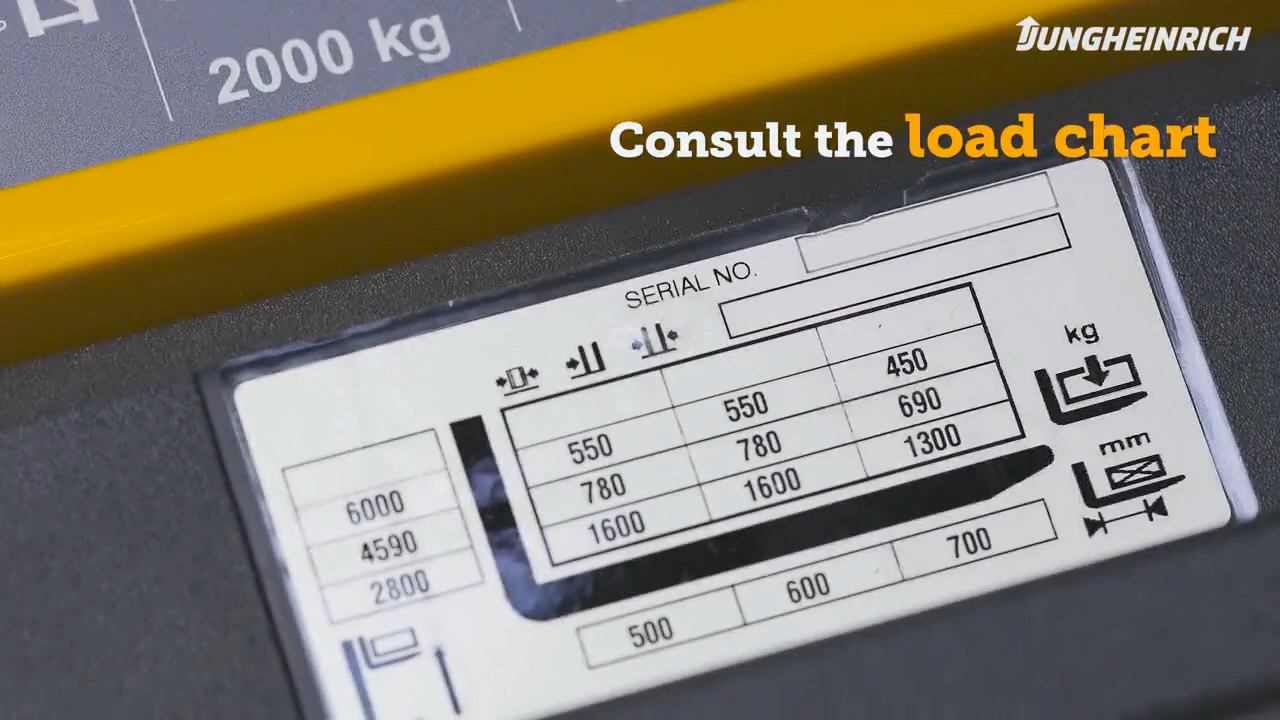 2000 kg
JUNGHEINRICH
Consult the load chart
SERIAL NO.
kg
6000 550 550 450
4590 780 780 690
2800 1600 1600 1300
mm
500 600 700